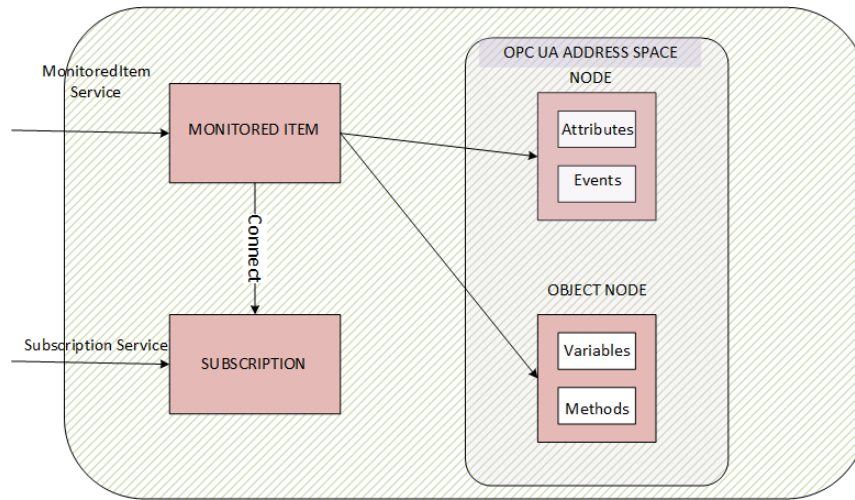 OPC UA ADDRESS SPACE
MonitoredItem
Service
NODE
MONITORED ITEM
Attributes
Events
Connect
OBJECT NODE
Subscription Service
SUBSCRIPTION
Variables
Methods